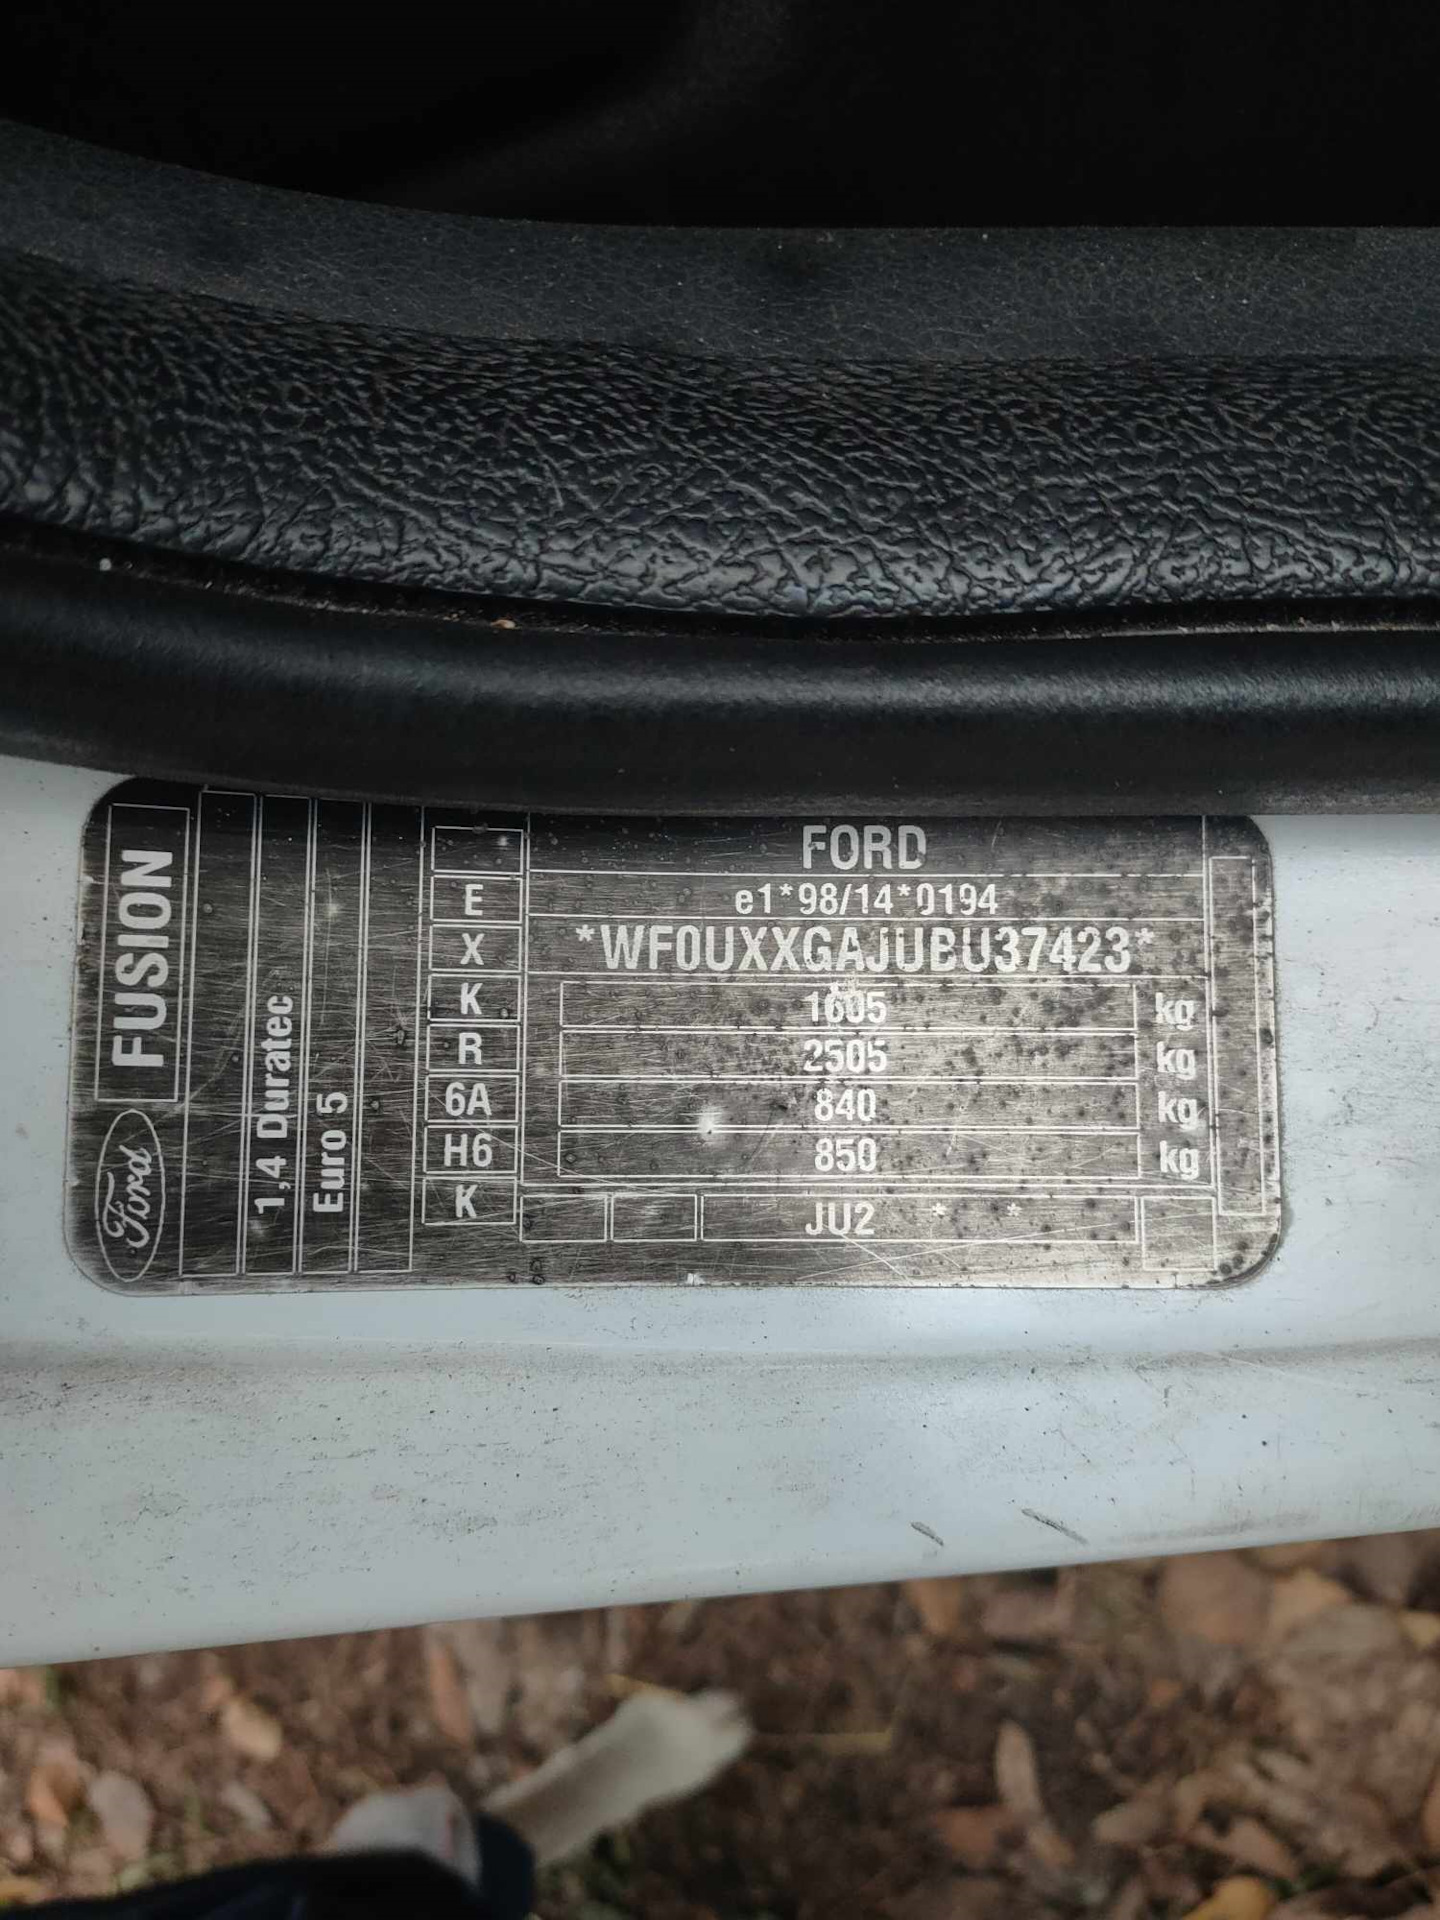 FORD
E e1*98/14*0194
X *WF0UXXGAJUBU37423*
K 1605 kg
R 2505 kg
6A 840 kg
H6 850 kg
K JU2 * *
FUSION
Ford
1,4 Duratec
Euro 5